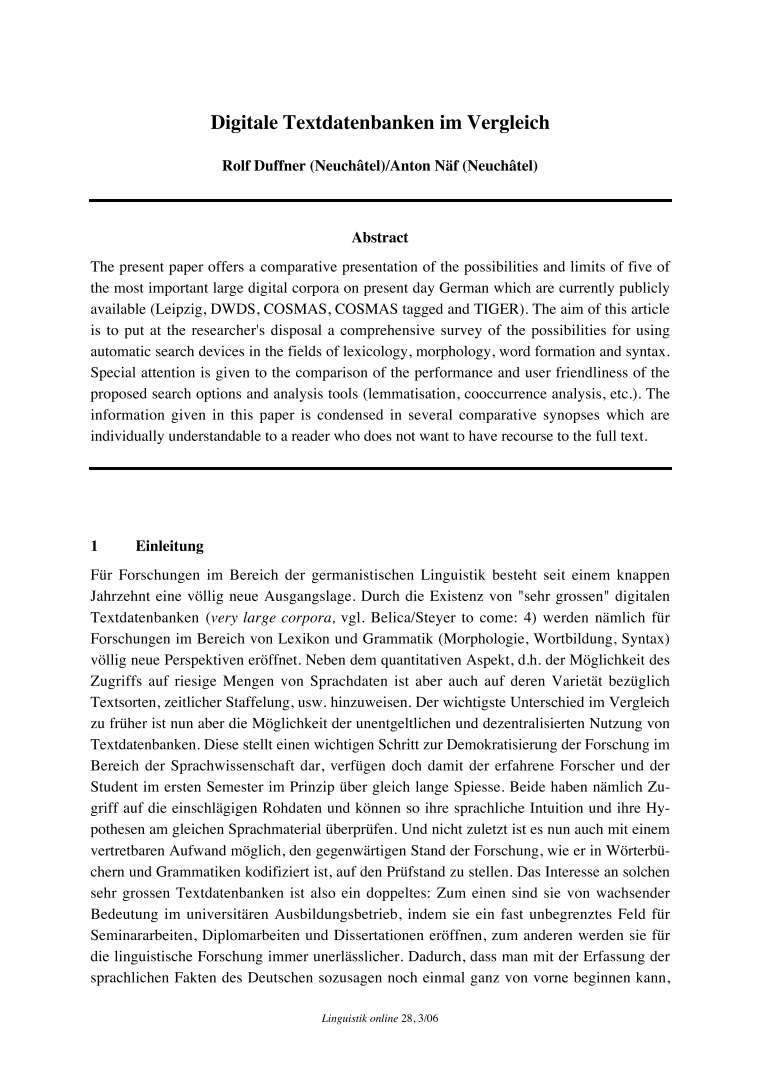 Digitale Textdatenbanken im Vergleich
Rolf Duffner (Neuchâtel)/Anton Näf (Neuchâtel)
Abstract
The present paper offers a comparative presentation of the possibilities and limits of five of
the most important large digital corpora on present day German which are currently publicly
available (Leipzig, DWDS, COSMAS, COSMAS tagged and TIGER). The aim of this article
is to put at the researcher's disposal a comprehensive survey of the possibilities for using
automatic search devices in the fields of lexicology, morphology, word formation and syntax.
Special attention is given to the comparison of the performance and user friendliness of the
proposed search options and analysis tools (lemmatisation, cooccurrence analysis, etc.). The
information given in this paper is condensed in several comparative synopses which are
individually understandable to a reader who does not want to have recourse to the full text.
1 Einleitung
Für Forschungen im Bereich der germanistischen Linguistik besteht seit einem knappen
Jahrzehnt eine völlig neue Ausgangslage. Durch die Existenz von "sehr grossen" digitalen
Textdatenbanken (very large corpora, vgl. Belica/Steyer to come: 4) werden nämlich für
Forschungen im Bereich von Lexikon und Grammatik (Morphologie, Wortbildung, Syntax)
völlig neue Perspektiven eröffnet. Neben dem quantitativen Aspekt, d.h. der Möglichkeit des
Zugriffs auf riesige Mengen von Sprachdaten ist aber auch auf deren Varietät bezüglich
Textsorten, zeitlicher Staffelung, usw. hinzuweisen. Der wichtigste Unterschied im Vergleich
zu früher ist nun aber die Möglichkeit der unentgeltlichen und dezentralisierten Nutzung von
Textdatenbanken. Diese stellt einen wichtigen Schritt zur Demokratisierung der Forschung im
Bereich der Sprachwissenschaft dar, verfügen doch damit der erfahrene Forscher und der
Student im ersten Semester im Prinzip über gleich lange Spiesse. Beide haben nämlich Zu-
griff auf die einschlägigen Rohdaten und können so ihre sprachliche Intuition und ihre Hy-
pothesen am gleichen Sprachmaterial überprüfen. Und nicht zuletzt ist es nun auch mit einem
vertretbaren Aufwand möglich, den gegenwärtigen Stand der Forschung, wie er in Wörterbü-
chern und Grammatiken kodifiziert ist, auf den Prüfstand zu stellen. Das Interesse an solchen
sehr grossen Textdatenbanken ist also ein doppeltes: Zum einen sind sie von wachsender
Bedeutung im universitären Ausbildungsbetrieb, indem sie ein fast unbegrenztes Feld für
Seminararbeiten, Diplomarbeiten und Dissertationen eröffnen, zum anderen werden sie für
die linguistische Forschung immer unerlässlicher. Dadurch, dass man mit der Erfassung der
sprachlichen Fakten des Deutschen sozusagen noch einmal ganz von vorne beginnen kann,
Linguistik online 28, 3/06